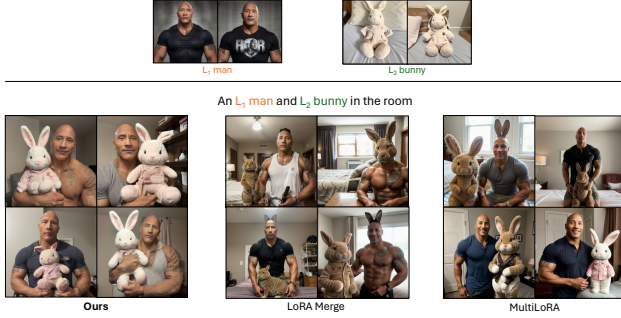 L₁ man
L₂ bunny
An L₁ man and L₂ bunny in the room
Ours
LoRA Merge
MultiLoRA